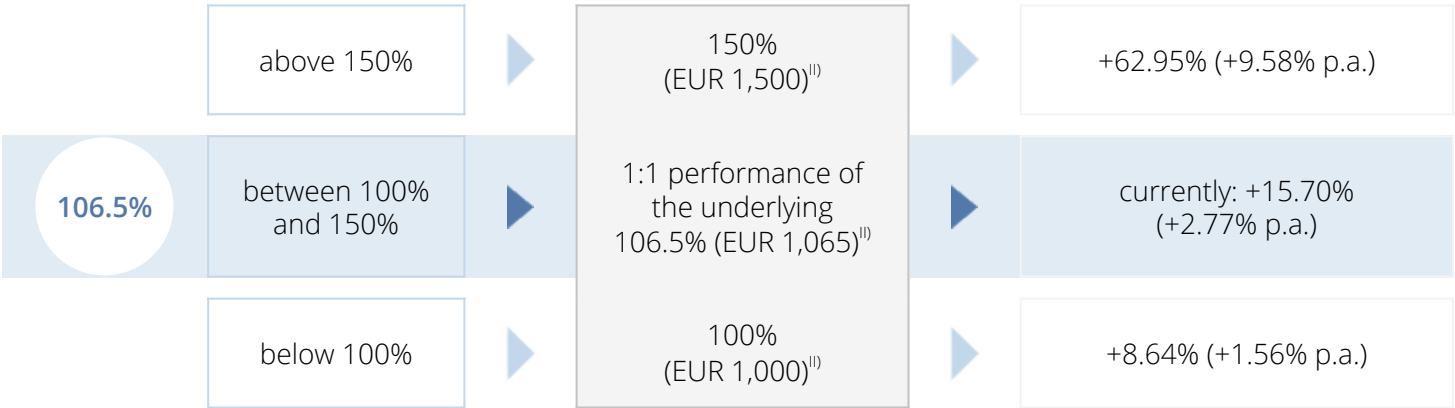 above 150%
150%
(EUR 1,500)II)
+62.95% (+9.58% p.a.)
106.5%
between 100%
and 150%
1:1 performance of
the underlying
106.5% (EUR 1,065)II)
currently: +15.70%
(+2.77% p.a.)
below 100%
100%
(EUR 1,000)II)
+8.64% (+1.56% p.a.)